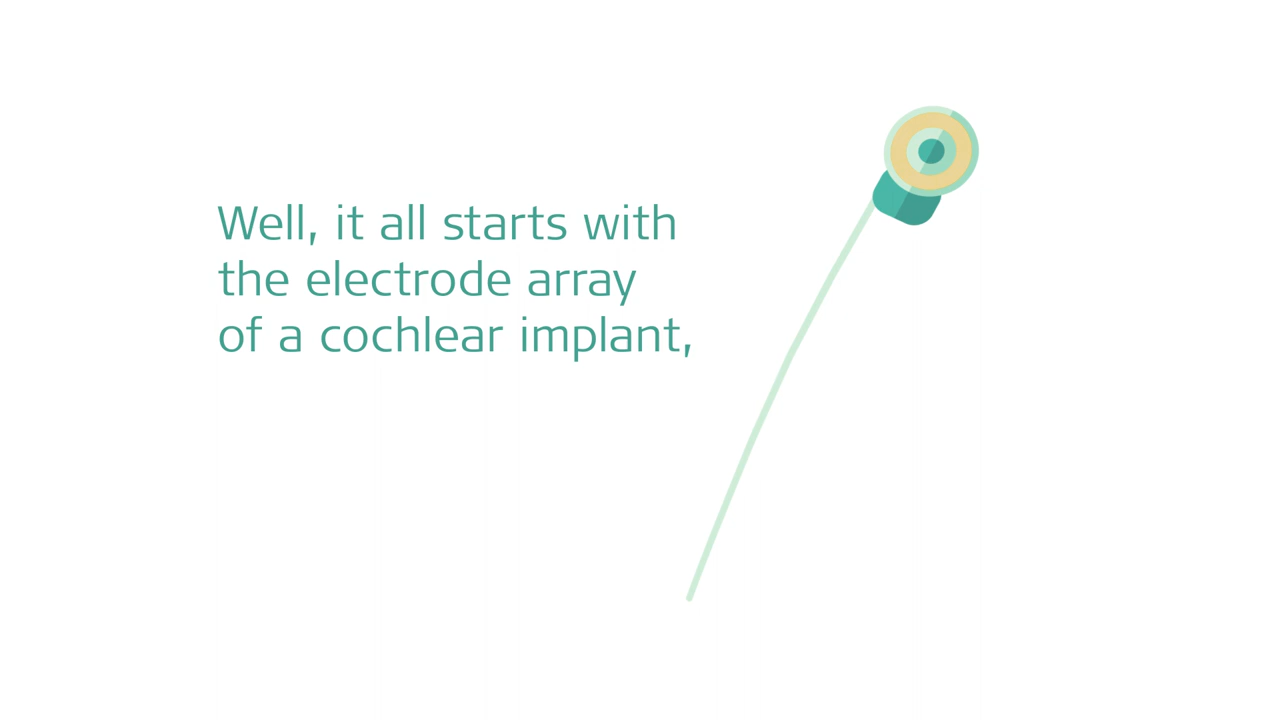 Well, it all starts with
the electrode array
of a cochlear implant,